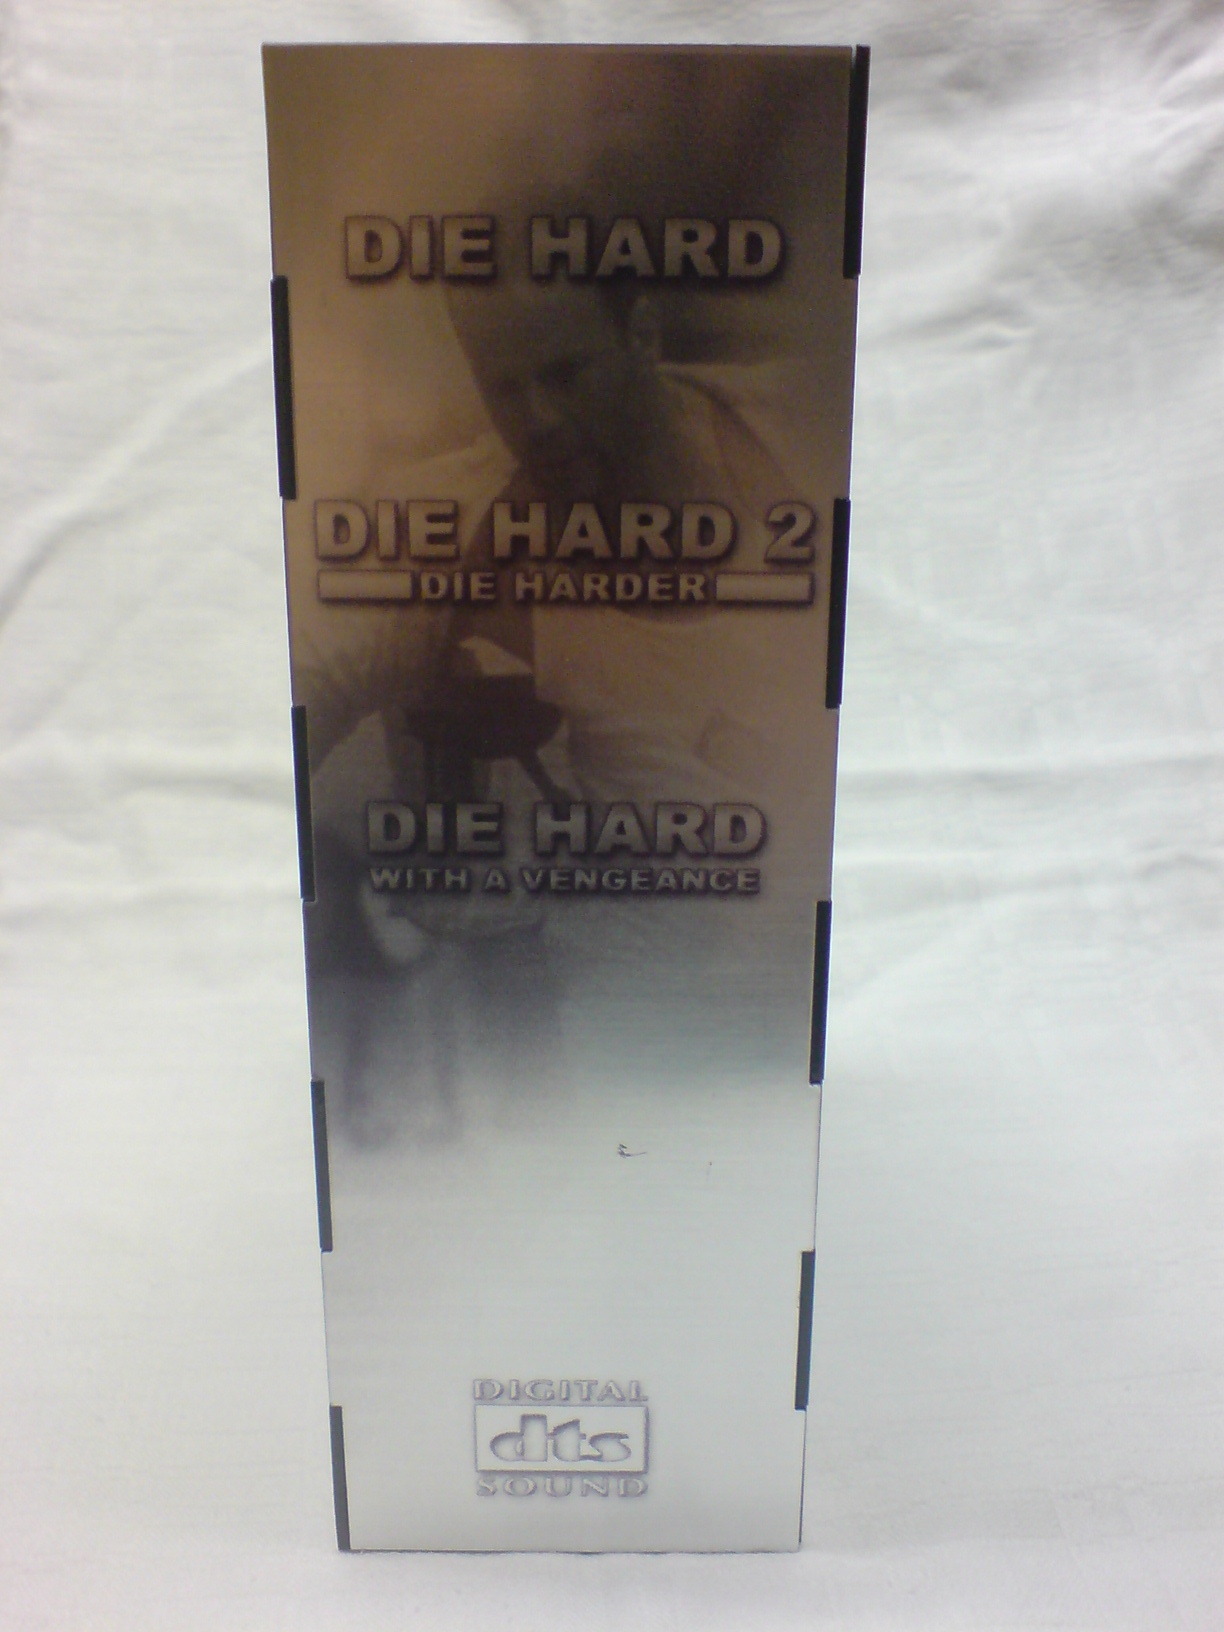 DIE HARD
DIE HARD 2
DIE HARDER
DIE HARD
WITH A VENGEANCE
DIGITAL
dts
SOUND